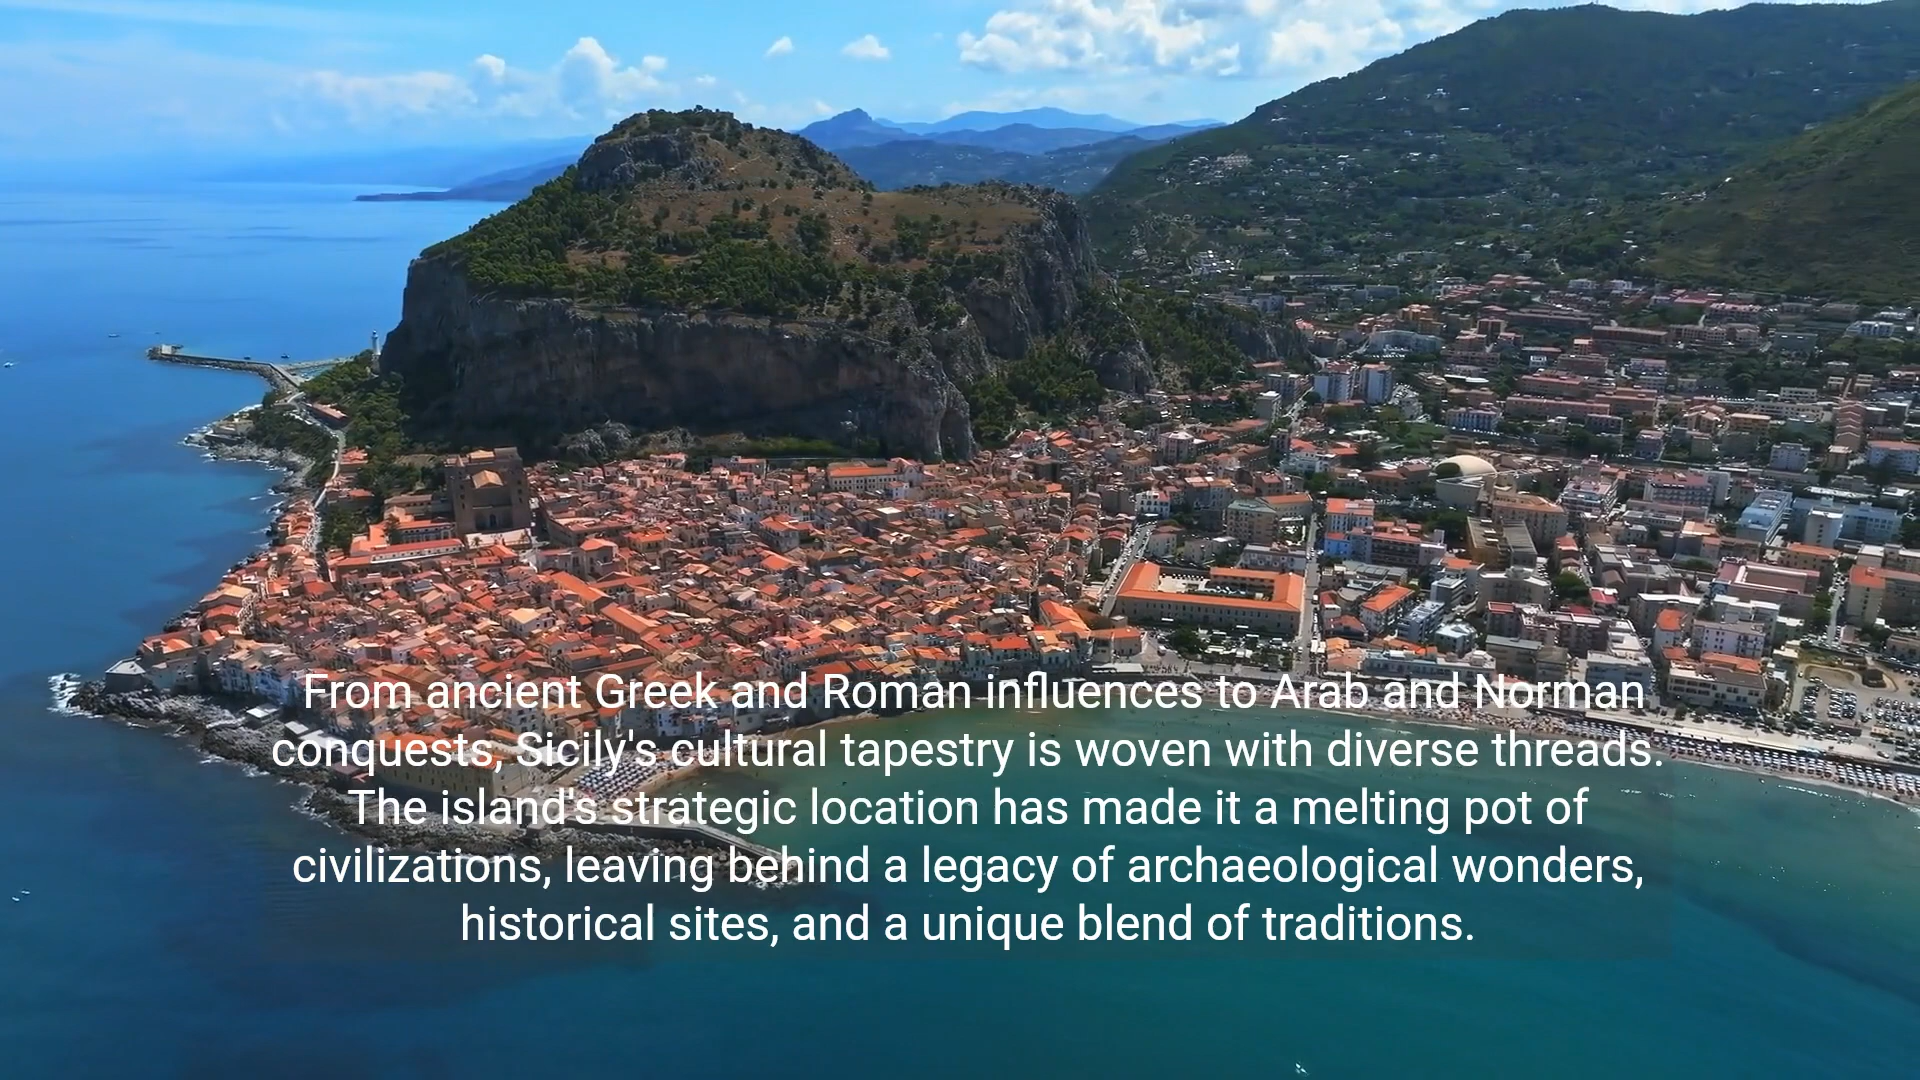 From ancient Greek and Roman influences to Arab and Norman
conquests, Sicily's cultural tapestry is woven with diverse threads.
The island's strategic location has made it a melting pot of
civilizations, leaving behind a legacy of archaeological wonders,
historical sites, and a unique blend of traditions.